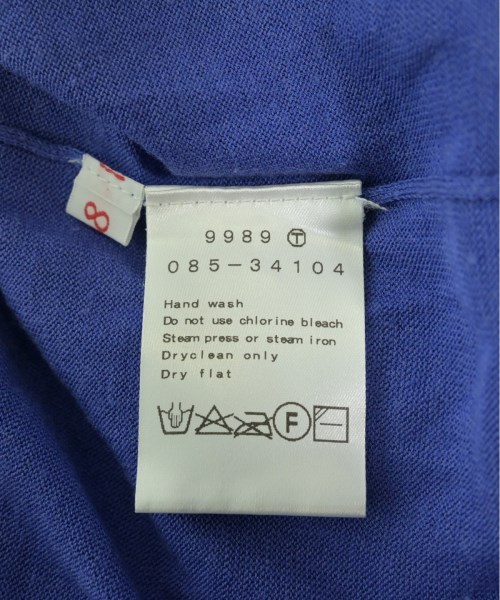 9989 Ⓣ
085-34104
Hand wash
Do not use chlorine bleach
Steam press or steam iron
Dryclean only
Dry flat
F
8